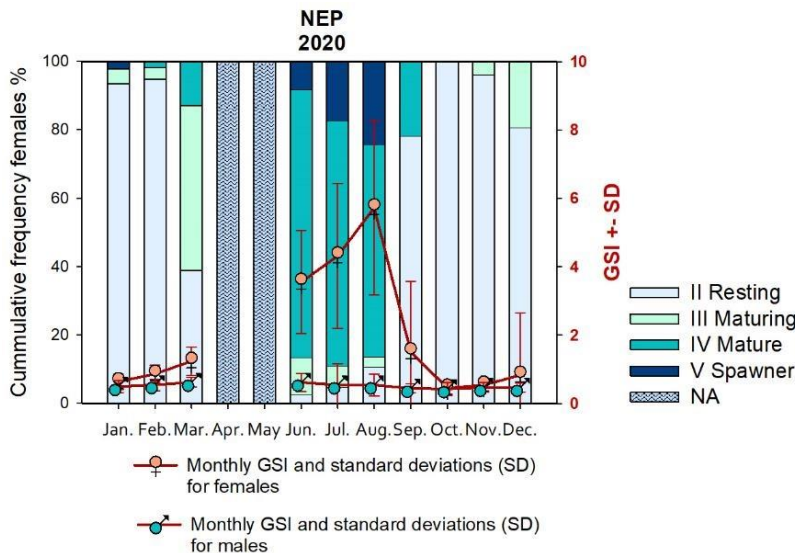 NEP
2020
Cummulative frequency females %
100
80
60
40
20
0
10
8
6
4
2
0
GSI +- SD
Jan. Feb. Mar. Apr. May Jun. Jul. Aug. Sep. Oct. Nov. Dec.
II Resting
III Maturing
IV Mature
V Spawner
NA
Monthly GSI and standard deviations (SD)
for females
Monthly GSI and standard deviations (SD)
for males